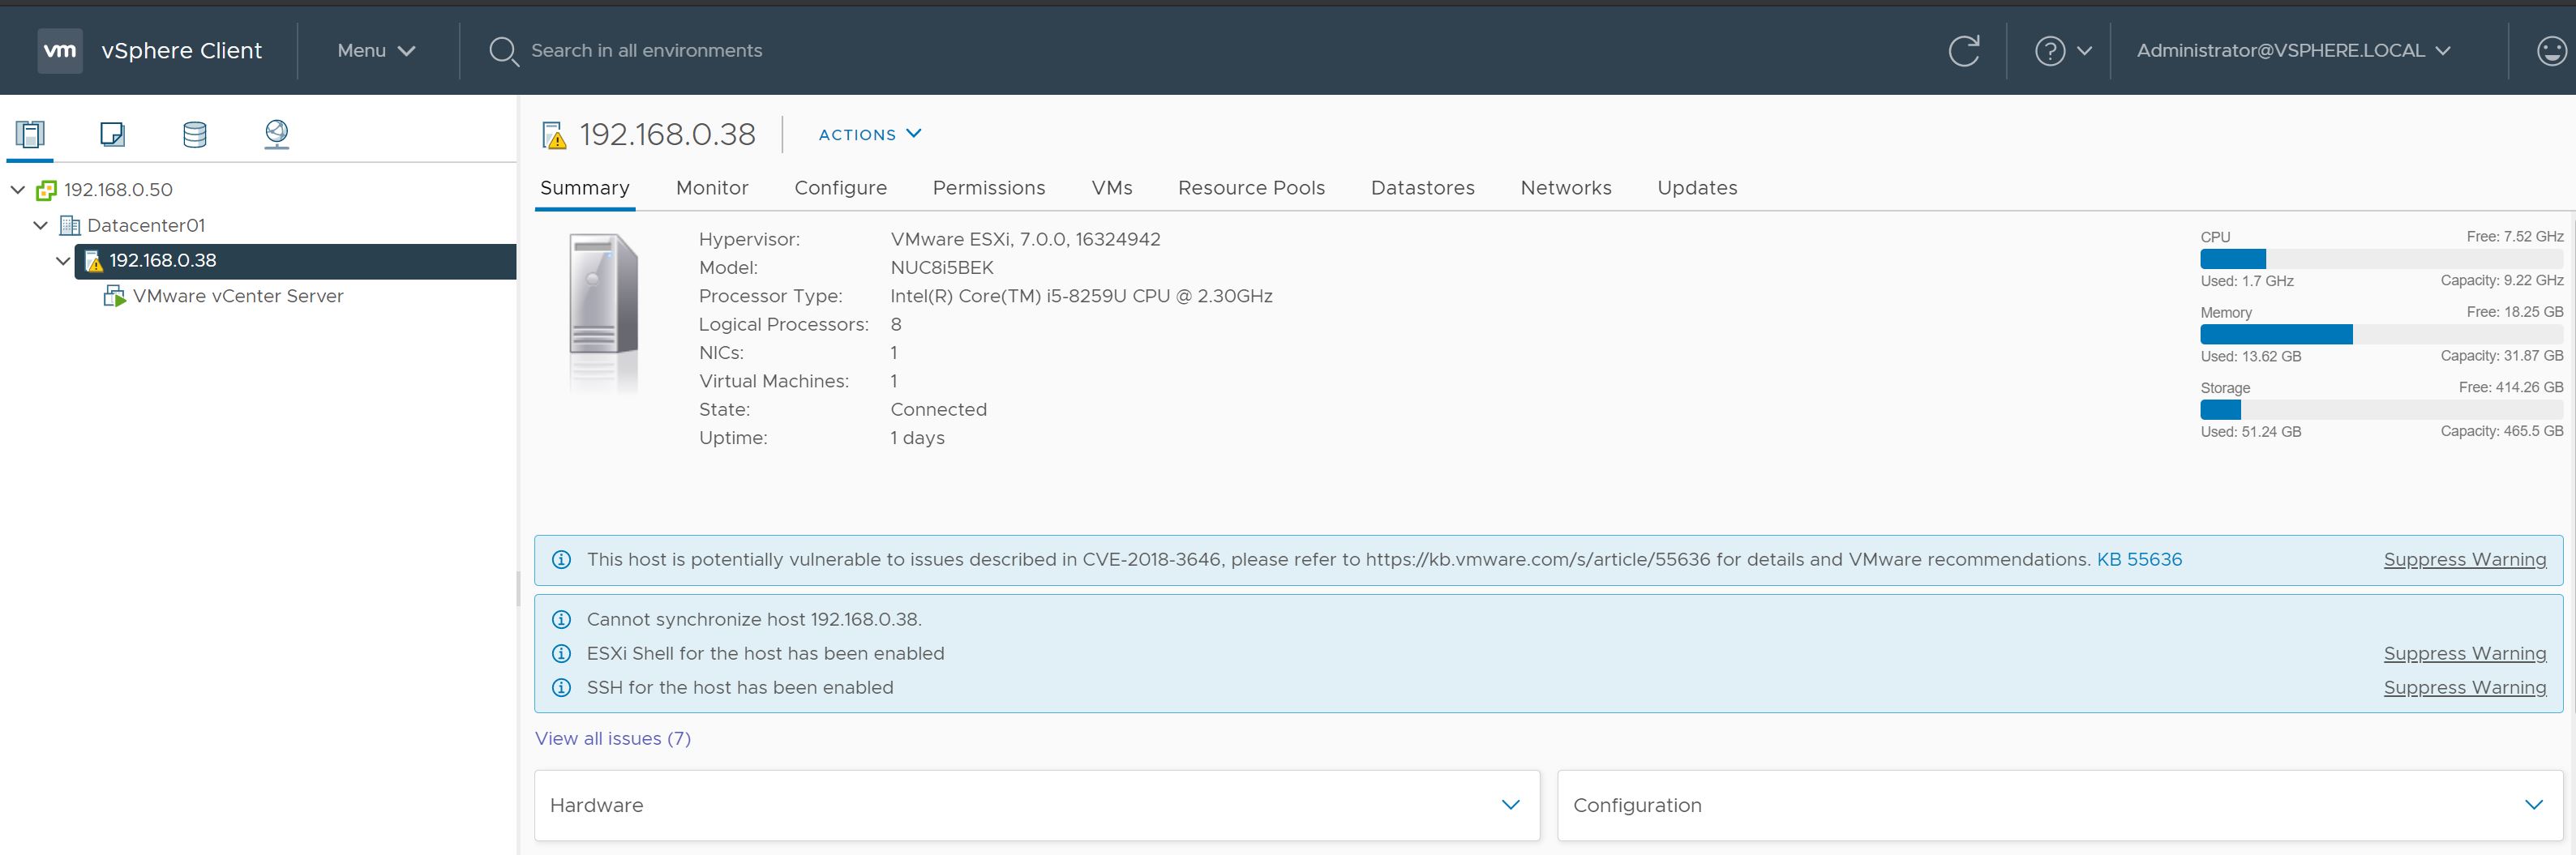 vm vSphere Client Menu Search in all environments Administrator@VSPHERE.LOCAL
192.168.0.50
Datacenter01
192.168.0.38
VMware vCenter Server
192.168.0.38 ACTIONS
Summary Monitor Configure Permissions VMs Resource Pools Datastores Networks Updates
Hypervisor: VMware ESXi, 7.0.0, 16324942
Model: NUC8i5BEK
Processor Type: Intel(R) Core(TM) i5-8259U CPU @ 2.30GHz
Logical Processors: 8
NICs: 1
Virtual Machines: 1
State: Connected
Uptime: 1 days
CPU Free: 7.52 GHz
Used: 1.7 GHz Capacity: 9.22 GHz
Memory Free: 18.25 GB
Used: 13.62 GB Capacity: 31.87 GB
Storage Free: 414.26 GB
Used: 51.24 GB Capacity: 465.5 GB
This host is potentially vulnerable to issues described in CVE-2018-3646, please refer to https://kb.vmware.com/s/article/55636 for details and VMware recommendations. KB 55636 Suppress Warning
Cannot synchronize host 192.168.0.38.
ESXi Shell for the host has been enabled Suppress Warning
SSH for the host has been enabled Suppress Warning
View all issues (7)
Hardware Configuration